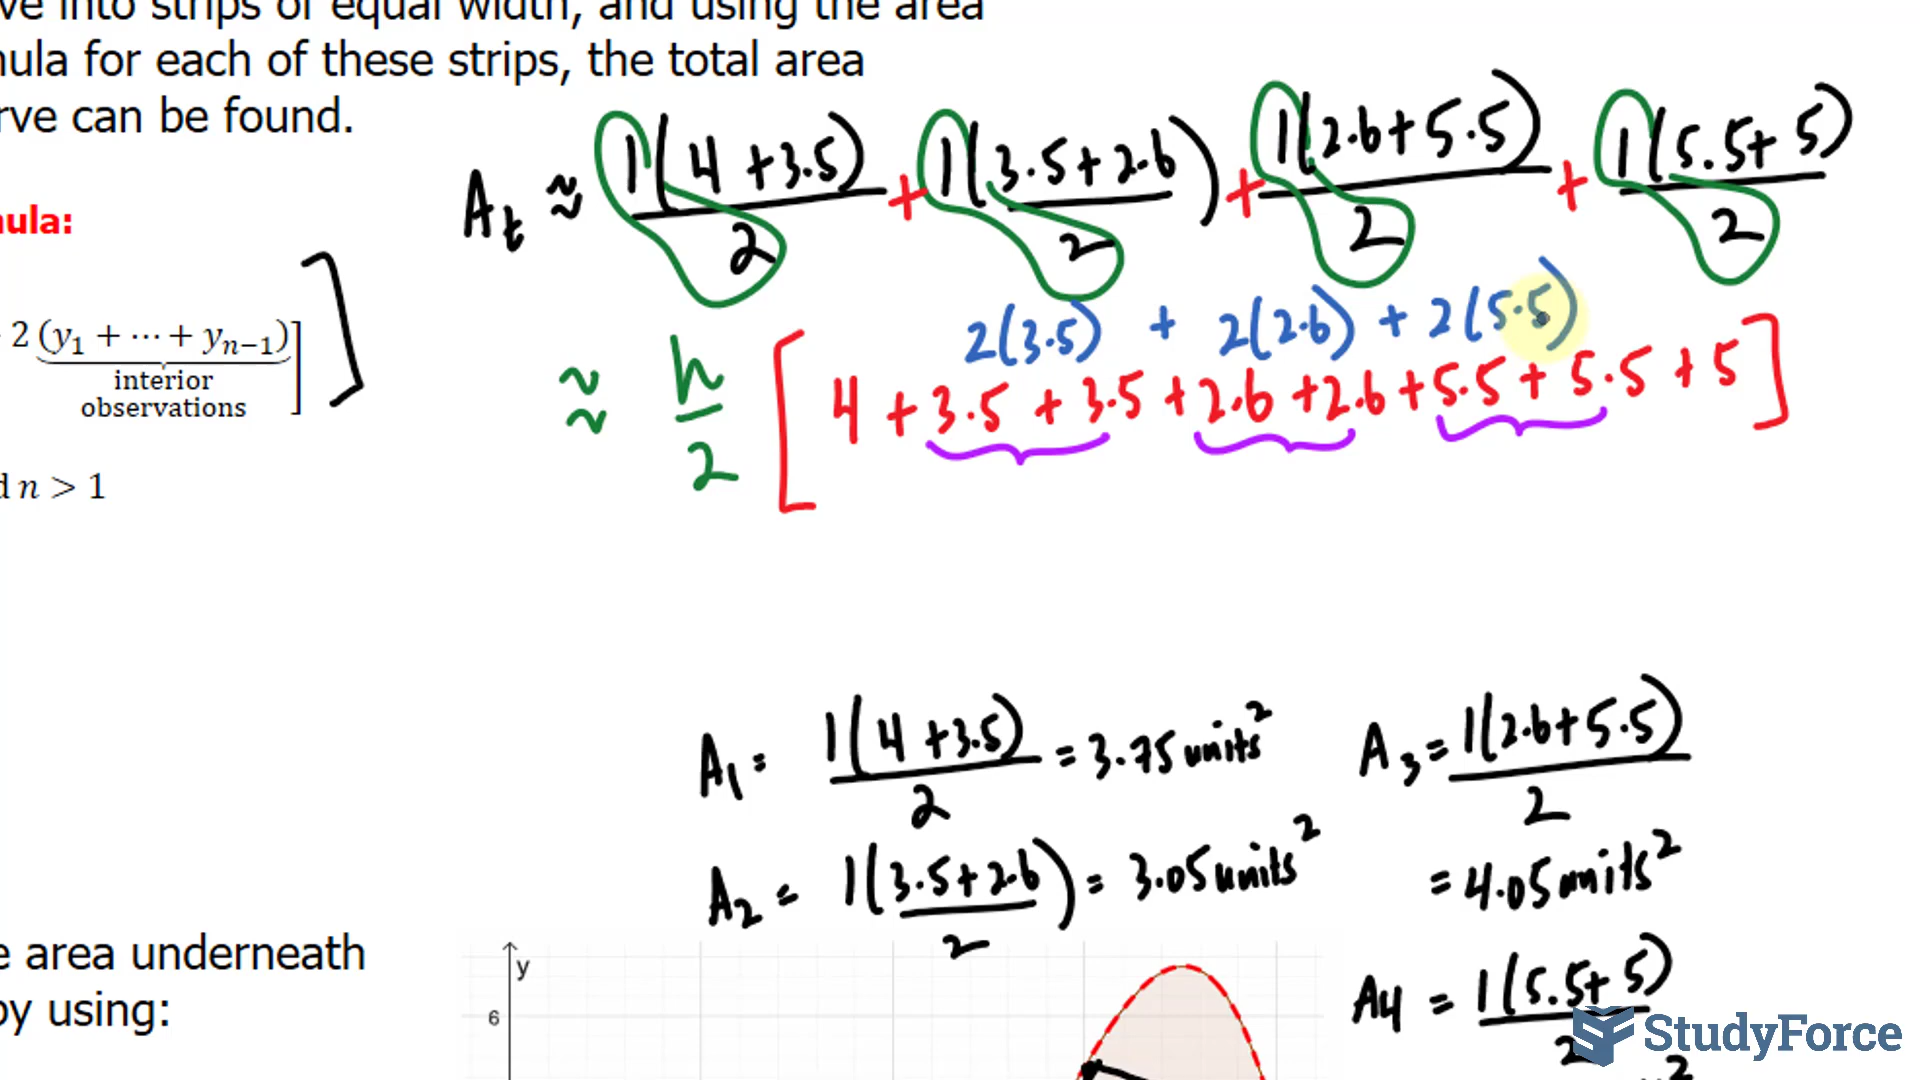 ve into strips of equal width, and using the area
nula for each of these strips, the total area
rve can be found.
At ≈ 1(4+3.5)/2 + 1(3.5+2.6)/2 + 1(2.6+5.5)/2 + 1(5.5+5)/2
nula:
2(3.5) + 2(2.6) + 2(5.5)
2 (y1 + ⋯ + yn−1)]
interior
observations
≈ h/2 [4 + 3.5 + 3.5 + 2.6 + 2.6 + 5.5 + 5.5 + 5]
d n > 1
A1 = 1(4+3.5)/2 = 3.75 units²
A3 = 1(2.6+5.5)/2
A2 = 1(3.5+2.6)/2 = 3.05 units²
= 4.05 units²
e area underneath
by using:
y
6
A4 = 1(5.5+5)/2
2
StudyForce